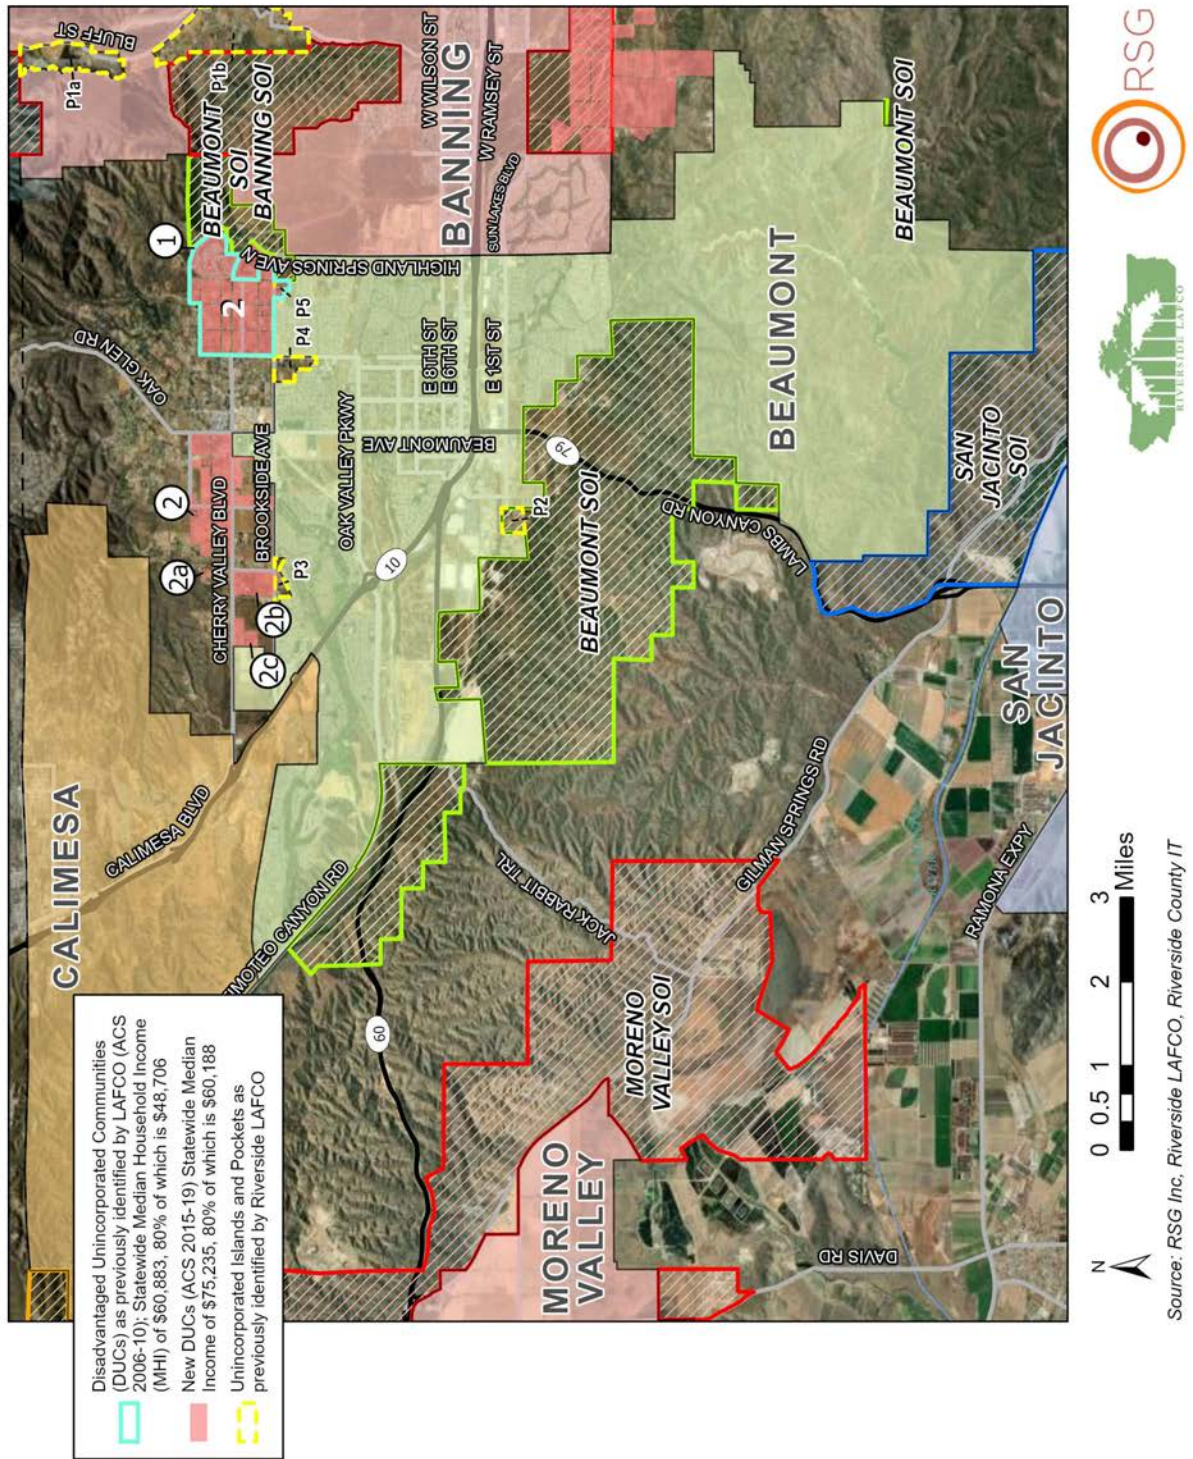 Disadvantaged Unincorporated Communities
(DUCs) as previously identified by LAFCO (ACS
2006-10); Statewide Median Household Income
(MHI) of $60,883, 80% of which is $48,706
New DUCs (ACS 2015-19) Statewide Median
Income of $75,235, 80% of which is $60,188
Unincorporated Islands and Pockets as
previously identified by Riverside LAFCO
CALIMESA
CALIMESA BLVD
IMOTEO CANYON RD
60
10
OAK GLEN RD
CHERRY VALLEY BLVD
BROOKSIDE AVE
OAK VALLEY PKWY
BEAUMONT AVE
2
2a
2b
2c
P3
1
2
P4
P5
BLUFF ST
P1a
P1b
BEAUMONT
SOI
BANNING SOI
HIGHLAND SPRINGS AVE N
BANNING
W WILSON ST
W RAMSEY ST
SUN LAKES BLVD
E 8TH ST
E 6TH ST
E 1ST ST
79
P2
BEAUMONT SOI
LAMBS CANYON RD
BEAUMONT
BEAUMONT SOI
JACK RABBIT TRL
GILMAN SPRINGS RD
MORENO
VALLEY SOI
MORENO
VALLEY
DAVIS RD
RAMONA EXPY
SAN
JACINTO
SOI
SAN
JACINTO
N
0 0.5 1 2 3
Miles
RIVERSIDE LAFCO
RSG
Source: RSG Inc, Riverside LAFCO, Riverside County IT